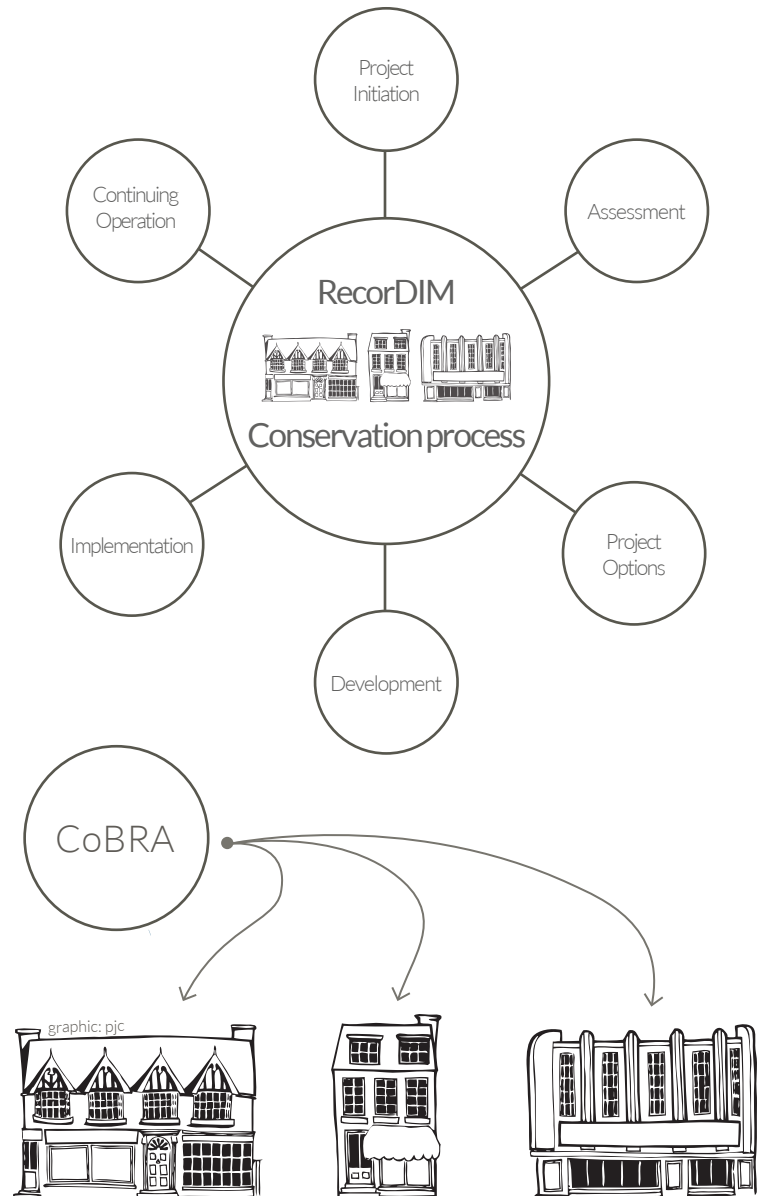 Project
Initiation
Continuing
Operation
Assessment
RecorDIM
Conservation process
Implementation
Project
Options
Development
CoBRA
graphic: pjc